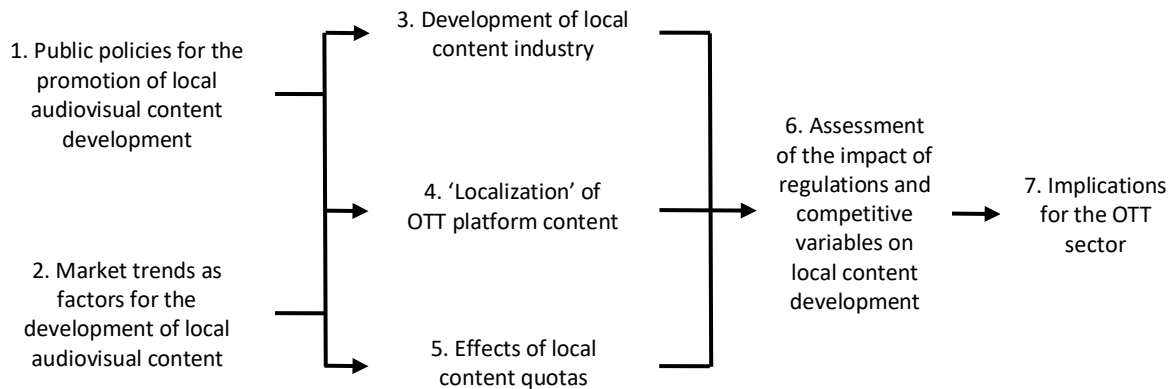 1. Public policies for the
promotion of local
audiovisual content
development
2. Market trends as
factors for the
development of local
audiovisual content
3. Development of local
content industry
4. ‘Localization’ of
OTT platform content
5. Effects of local
content quotas
6. Assessment
of the impact of
regulations and
competitive
variables on
local content
development
7. Implications
for the OTT
sector